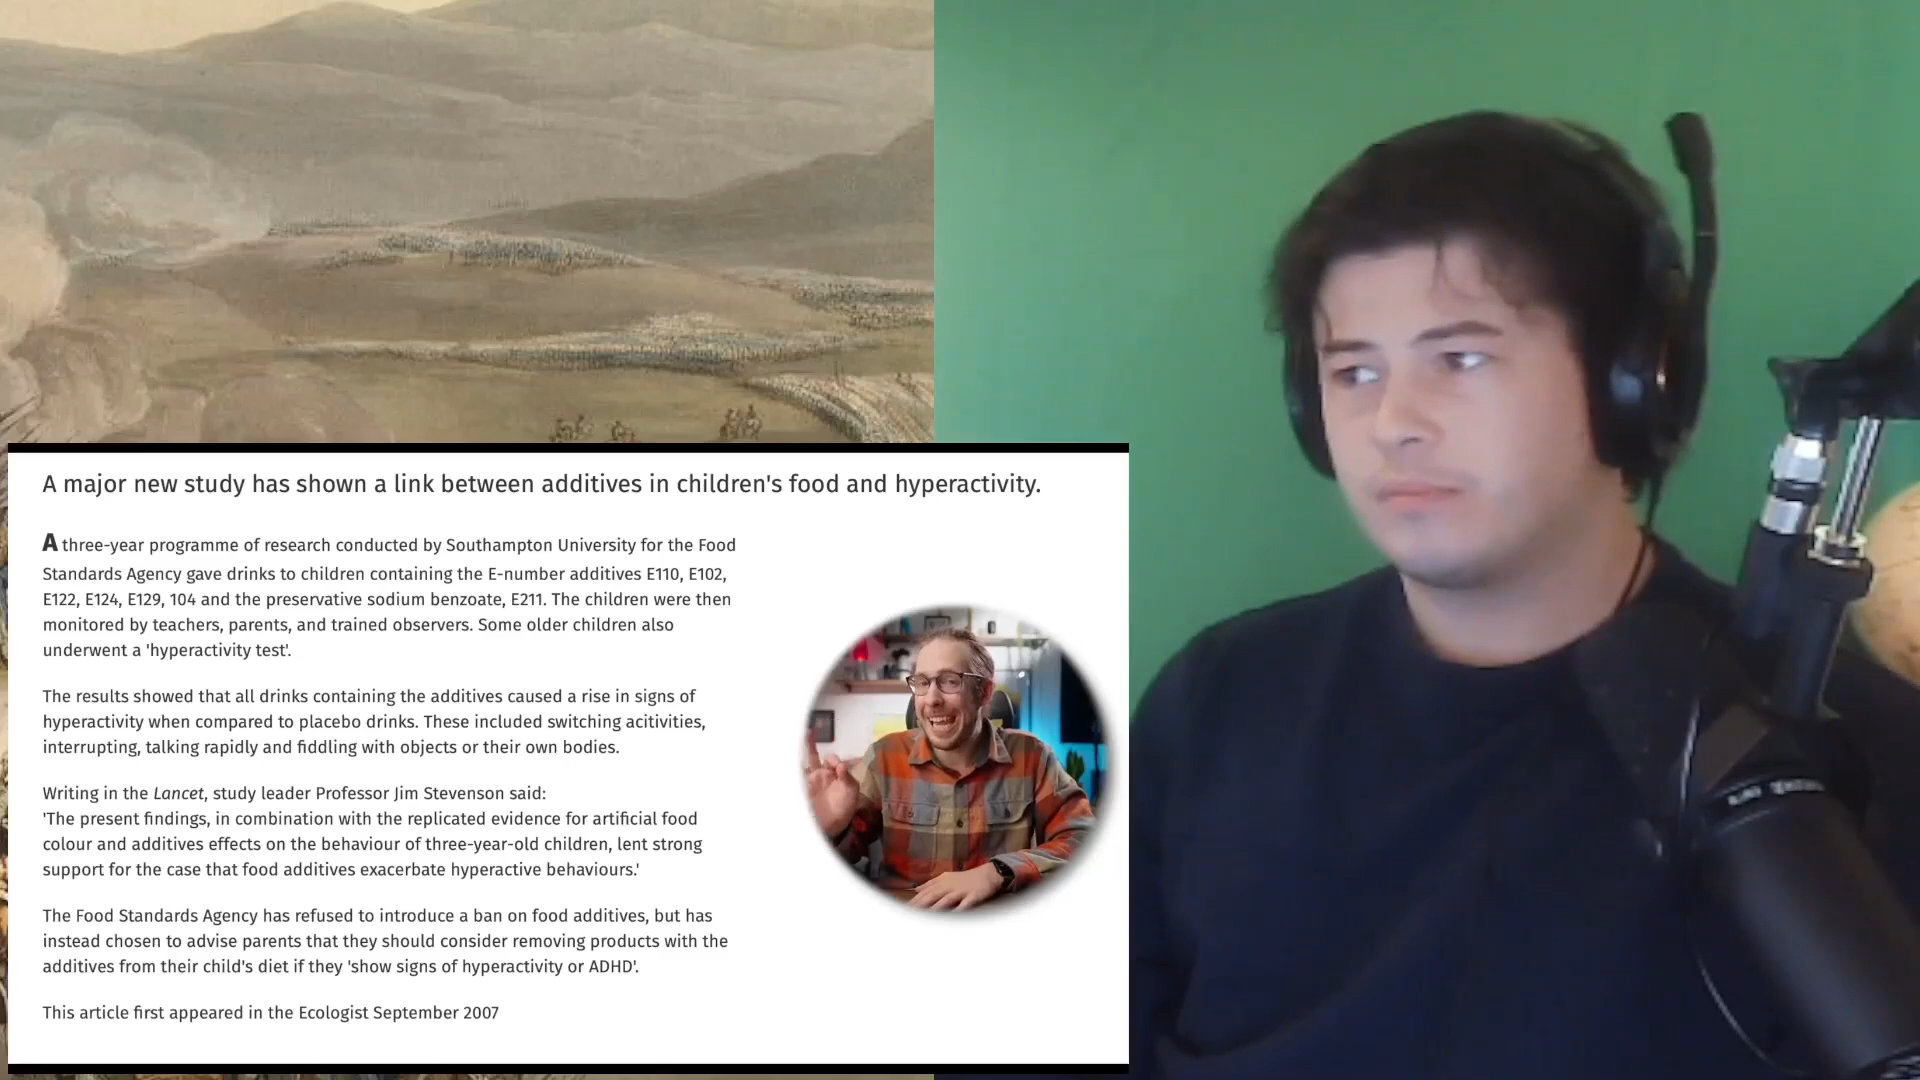 A major new study has shown a link between additives in children's food and hyperactivity.
A three-year programme of research conducted by Southampton University for the Food
Standards Agency gave drinks to children containing the E-number additives E110, E102,
E122, E124, E129, 104 and the preservative sodium benzoate, E211. The children were then
monitored by teachers, parents, and trained observers. Some older children also
underwent a 'hyperactivity test'.
The results showed that all drinks containing the additives caused a rise in signs of
hyperactivity when compared to placebo drinks. These included switching acitivities,
interrupting, talking rapidly and fiddling with objects or their own bodies.
Writing in the Lancet, study leader Professor Jim Stevenson said:
'The present findings, in combination with the replicated evidence for artificial food
colour and additives effects on the behaviour of three-year-old children, lent strong
support for the case that food additives exacerbate hyperactive behaviours.'
The Food Standards Agency has refused to introduce a ban on food additives, but has
instead chosen to advise parents that they should consider removing products with the
additives from their child's diet if they 'show signs of hyperactivity or ADHD'.
This article first appeared in the Ecologist September 2007